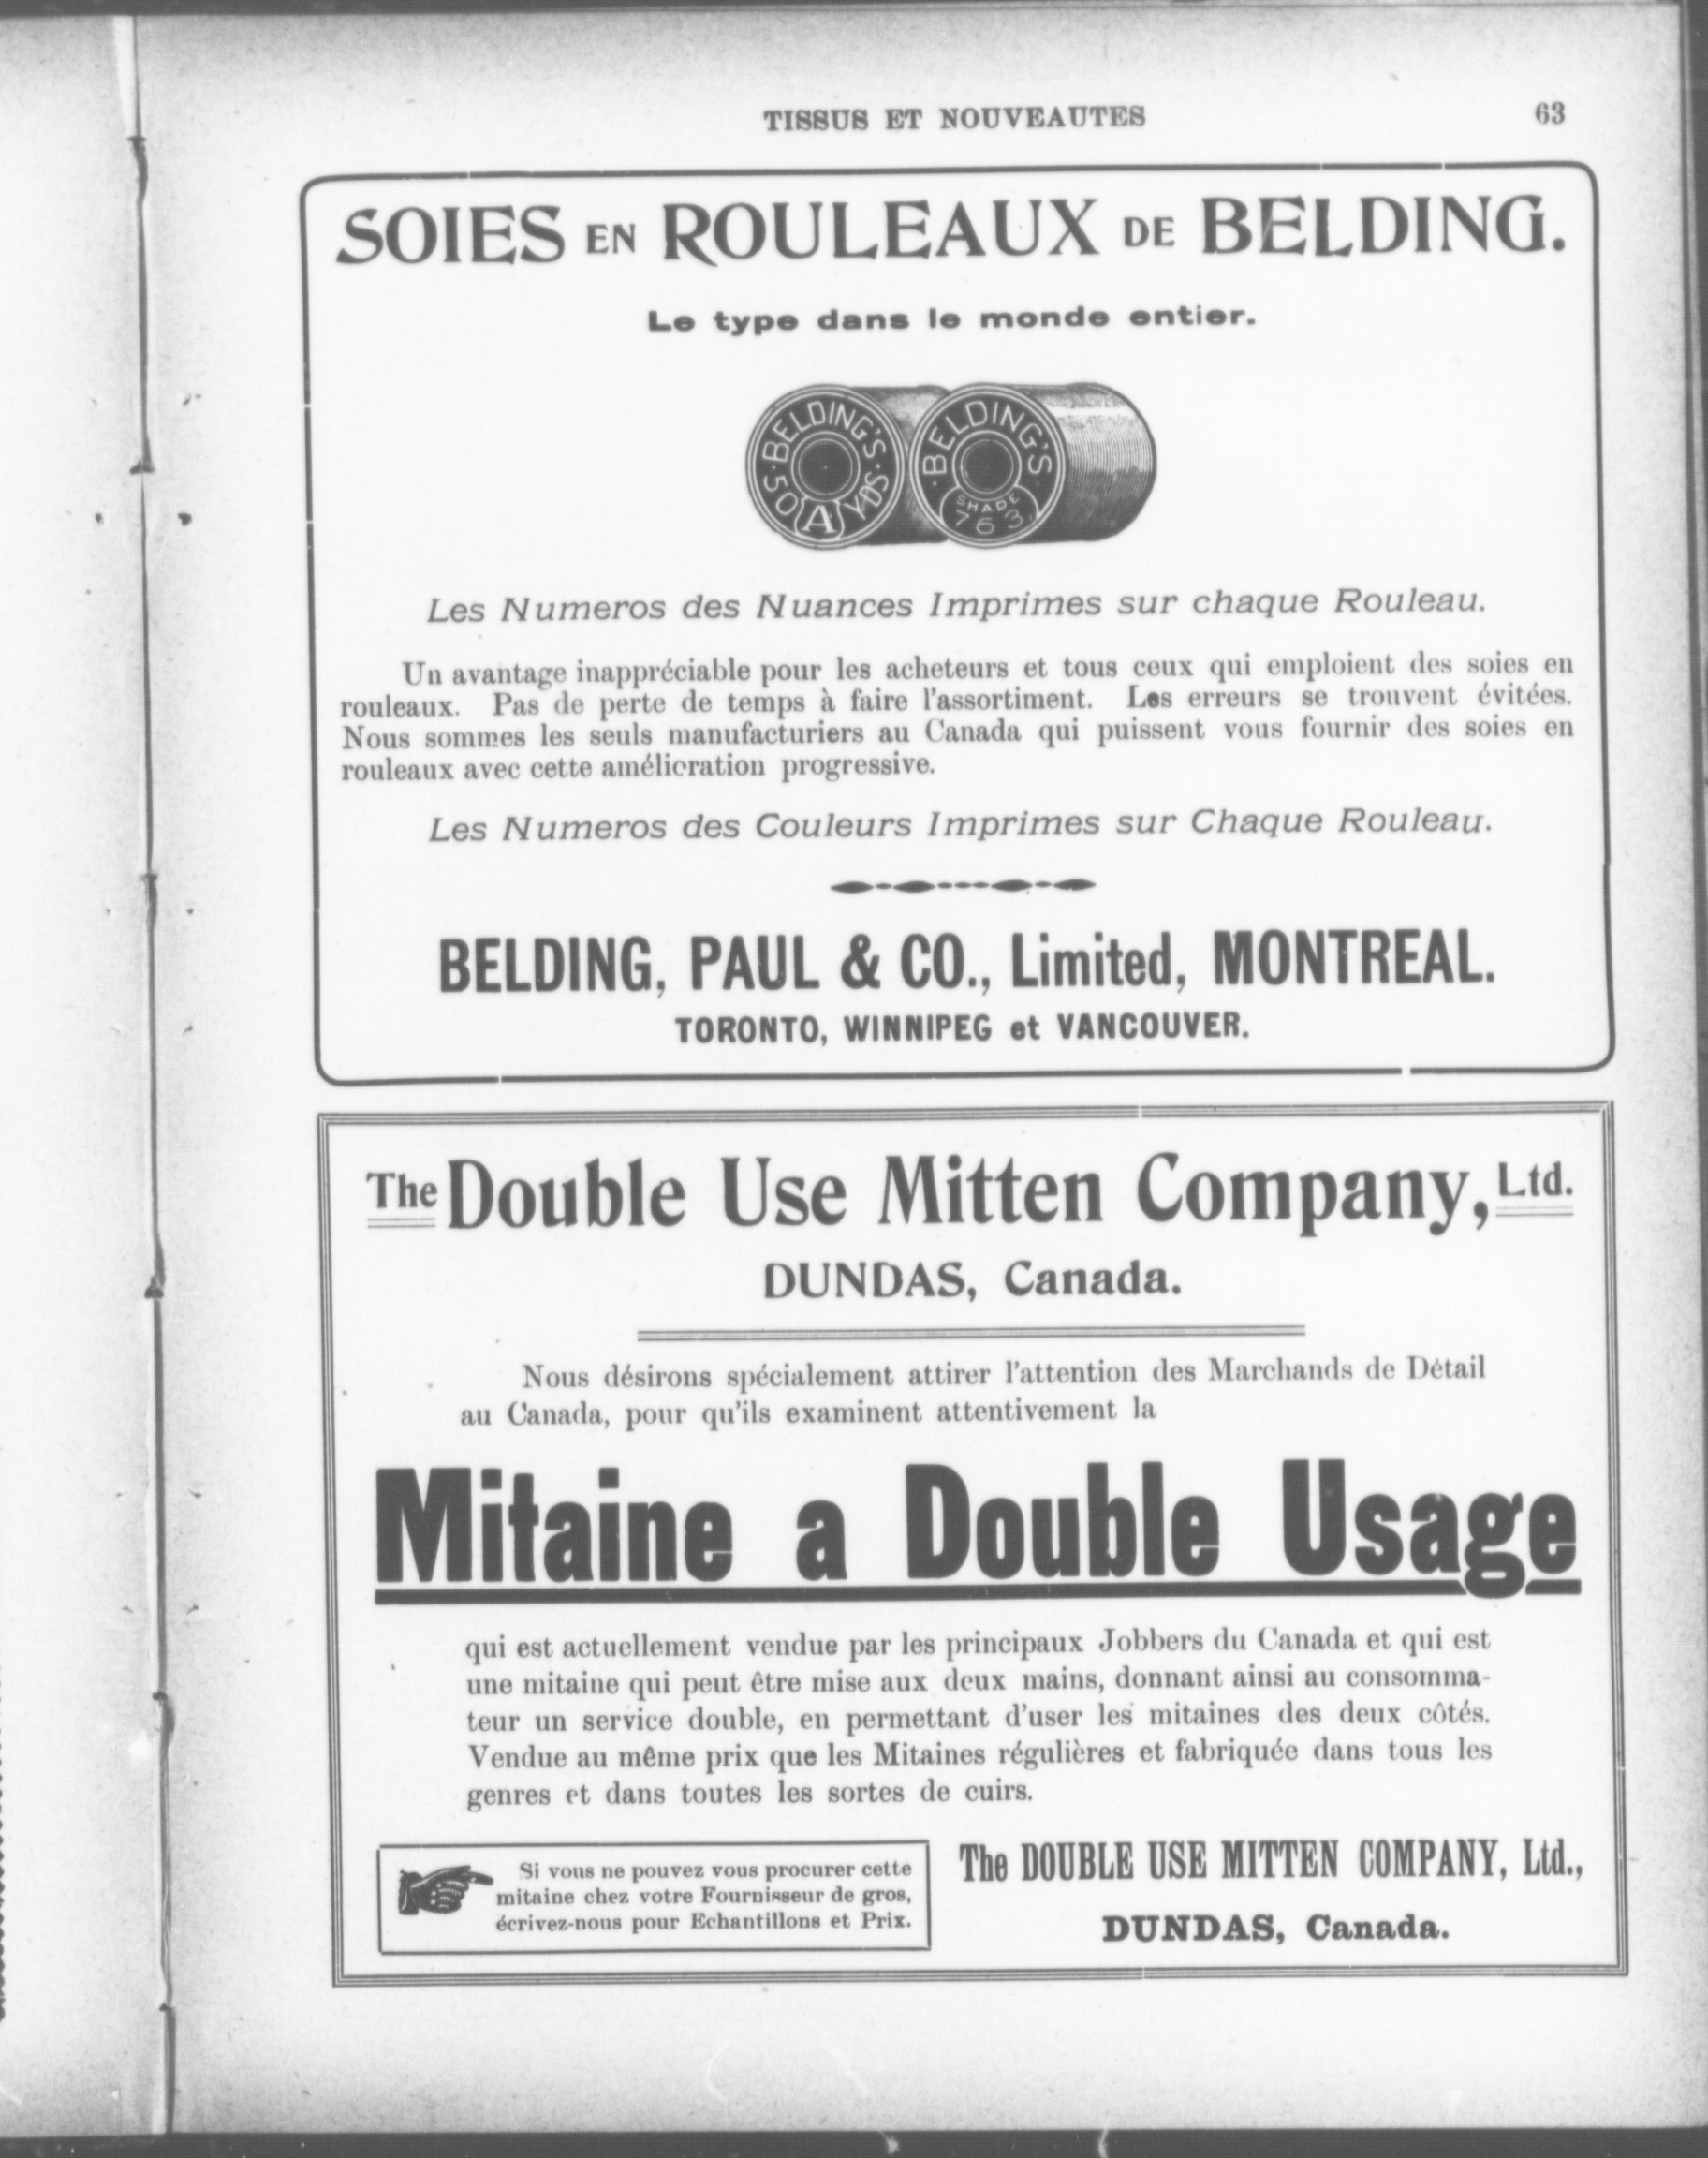 TISSUS ET NOUVEAUTES 63
SOIES EN ROULEAUX DE BELDING.
Le type dans le monde entier.
BELDING'S 50 A YDS
BELDING'S SHADE 763
Les Numeros des Nuances Imprimes sur chaque Rouleau.
Un avantage inappréciable pour les acheteurs et tous ceux qui emploient des soies en
rouleaux. Pas de perte de temps à faire l'assortiment. Les erreurs se trouvent évitées.
Nous sommes les seuls manufacturiers au Canada qui puissent vous fournir des soies en
rouleaux avec cette amélioration progressive.
Les Numeros des Couleurs Imprimes sur Chaque Rouleau.
BELDING, PAUL & CO., Limited, MONTREAL.
TORONTO, WINNIPEG et VANCOUVER.
The Double Use Mitten Company, Ltd.
DUNDAS, Canada.
Nous désirons spécialement attirer l'attention des Marchands de Détail
au Canada, pour qu'ils examinent attentivement la
Mitaine a Double Usage
qui est actuellement vendue par les principaux Jobbers du Canada et qui est
une mitaine qui peut être mise aux deux mains, donnant ainsi au consomma-
teur un service double, en permettant d'user les mitaines des deux côtés.
Vendue au même prix que les Mitaines régulières et fabriquée dans tous les
genres et dans toutes les sortes de cuirs.
Si vous ne pouvez vous procurer cette
mitaine chez votre Fournisseur de gros,
écrivez-nous pour Echantillons et Prix.
The DOUBLE USE MITTEN COMPANY, Ltd.,
DUNDAS, Canada.